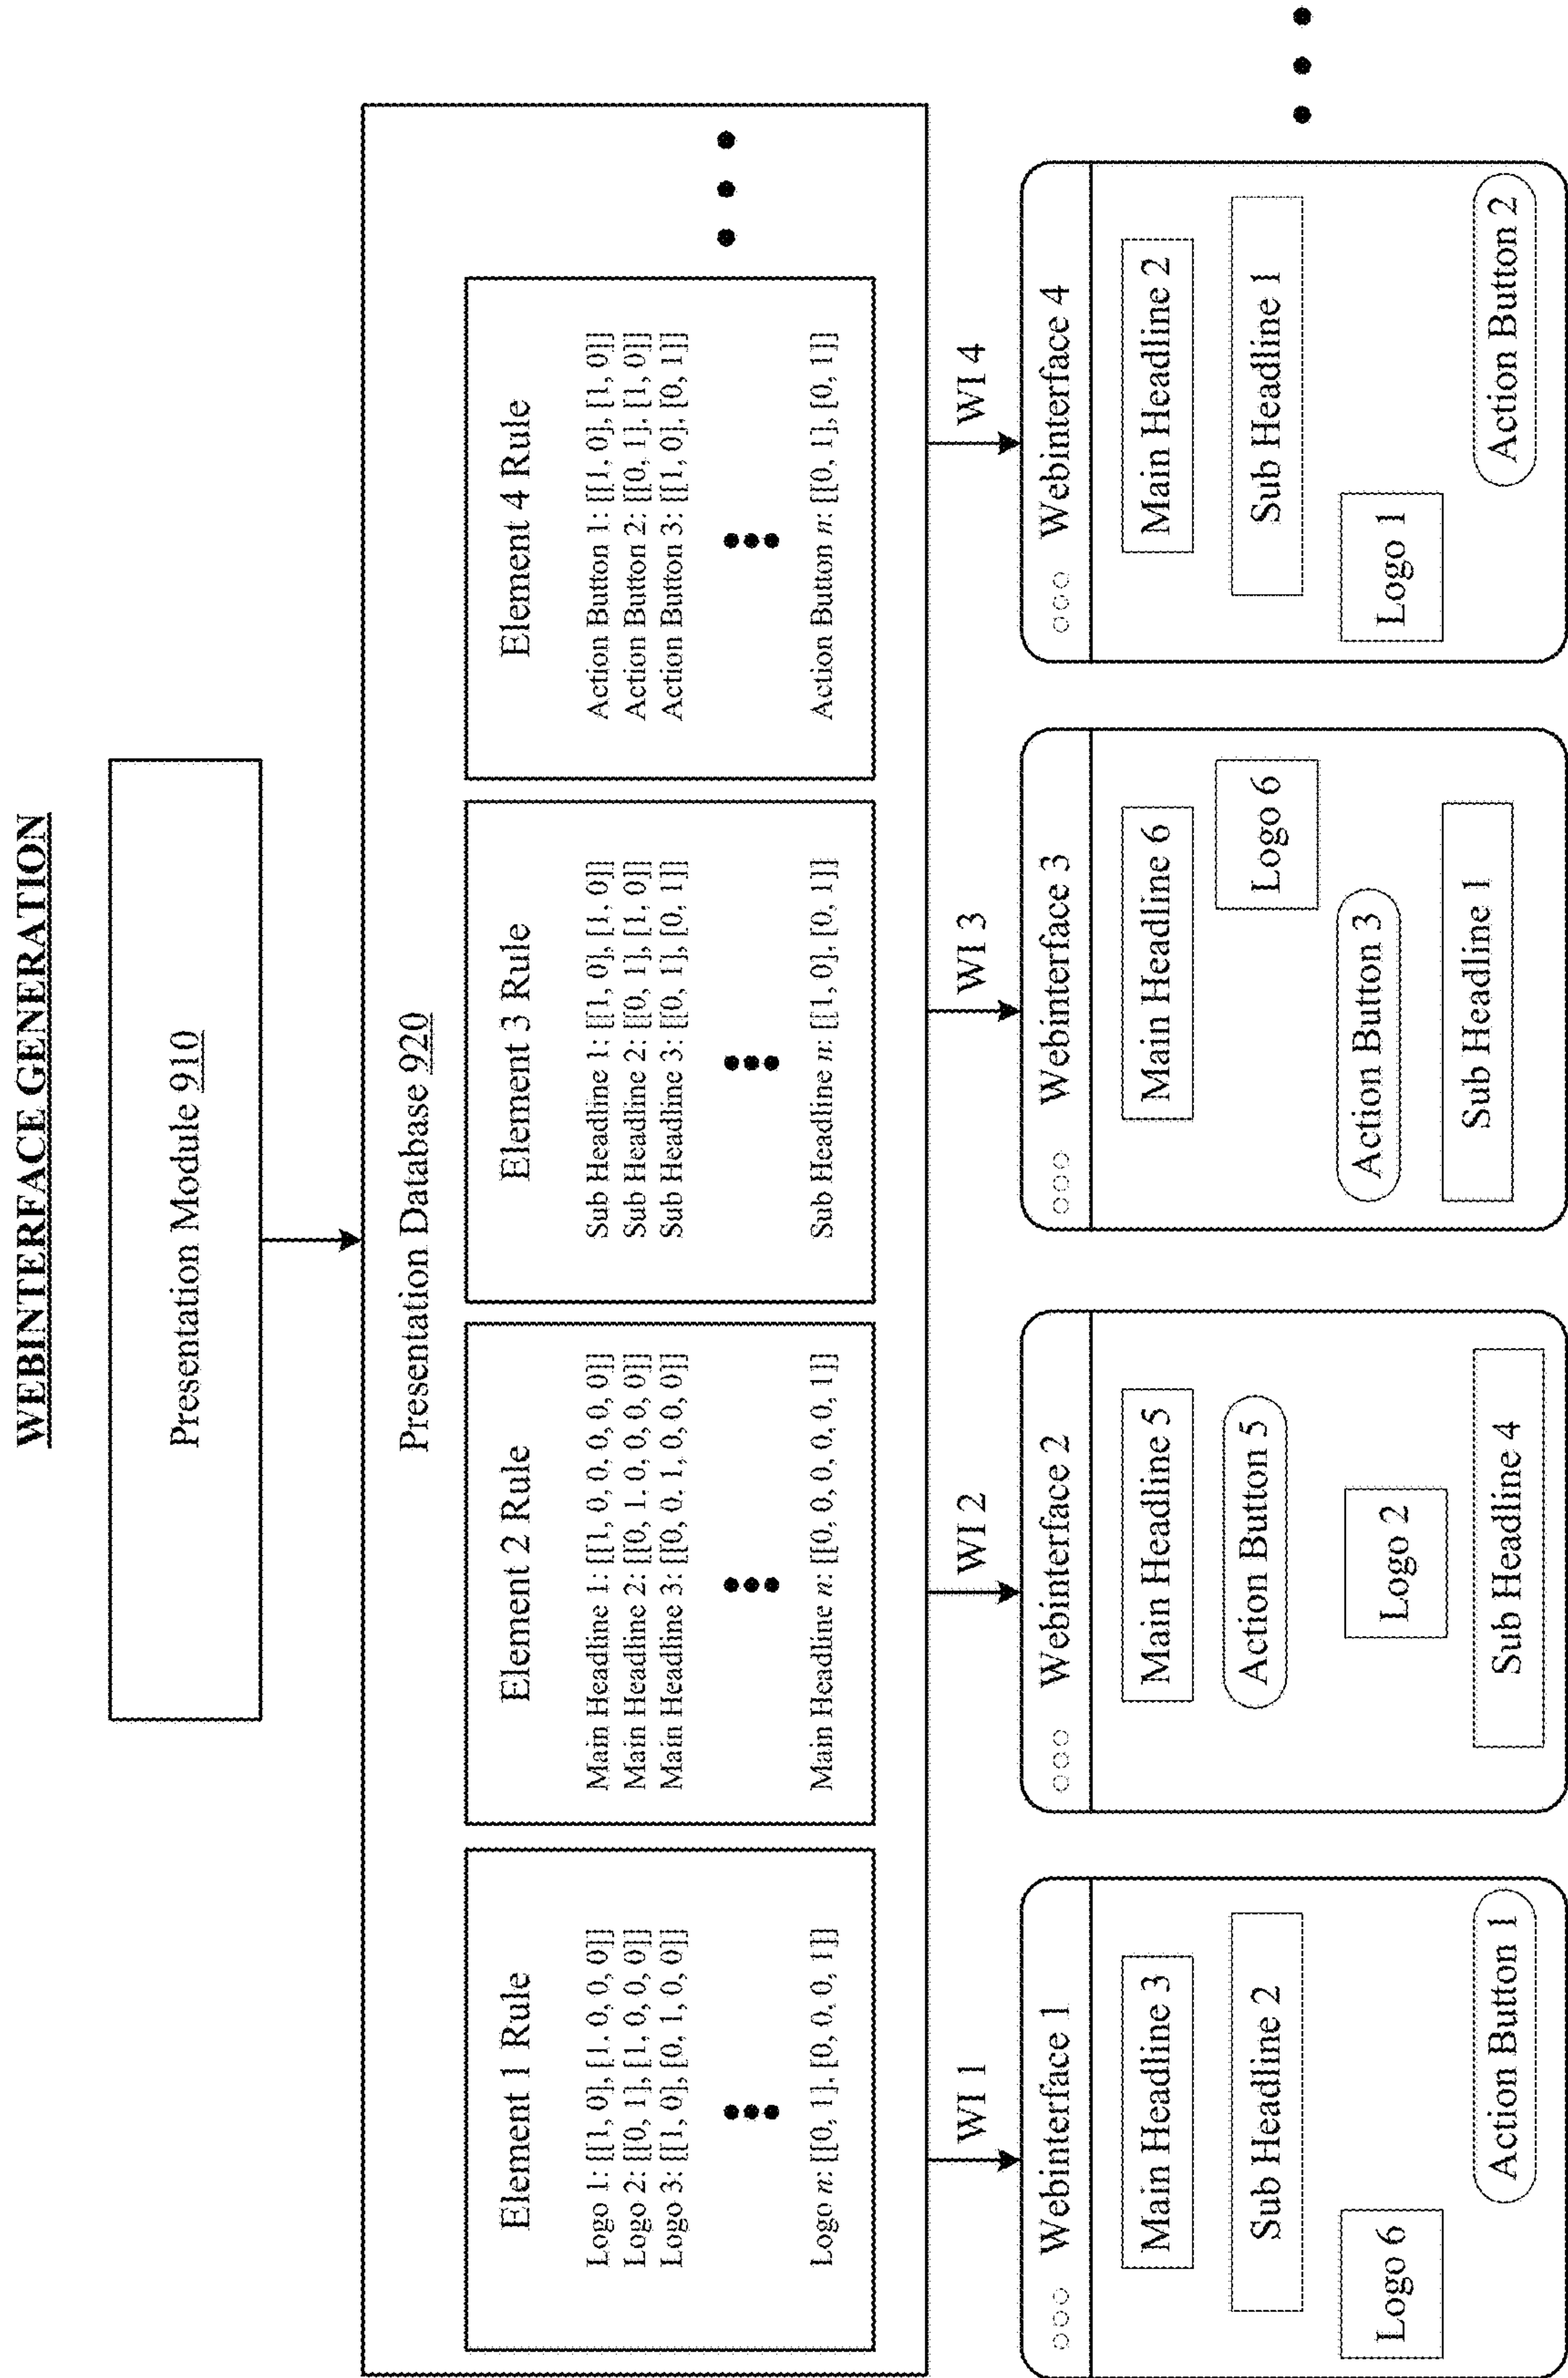 WEBINTERFACE GENERATION
Presentation Module 910
Presentation Database 920
Element 1 Rule
Logo 1: [[1, 0], [1, 0, 0, 0]]
Logo 2: [[0, 1], [1, 0, 0, 0]]
Logo 3: [[1, 0], [0, 1, 0, 0]]
Logo n: [[0, 1], [0, 0, 0, 1]]
Element 2 Rule
Main Headline 1: [[1, 0, 0, 0, 0, 0]]
Main Headline 2: [[0, 1, 0, 0, 0, 0]]
Main Headline 3: [[0, 0, 1, 0, 0, 0]]
Main Headline n: [[0, 0, 0, 0, 0, 1]]
Element 3 Rule
Sub Headline 1: [[1, 0], [1, 0]]
Sub Headline 2: [[0, 1], [1, 0]]
Sub Headline 3: [[0, 1], [0, 1]]
Sub Headline n: [[1, 0], [0, 1]]
Element 4 Rule
Action Button 1: [[1, 0], [1, 0]]
Action Button 2: [[0, 1], [1, 0]]
Action Button 3: [[1, 0], [0, 1]]
Action Button n: [[0, 1], [0, 1]]
WI 1
WI 2
WI 3
WI 4
Webinterface 1
Main Headline 3
Sub Headline 2
Logo 6
Action Button 1
Webinterface 2
Main Headline 5
Action Button 5
Logo 2
Sub Headline 4
Webinterface 3
Main Headline 6
Logo 6
Action Button 3
Sub Headline 1
Webinterface 4
Main Headline 2
Sub Headline 1
Logo 1
Action Button 2